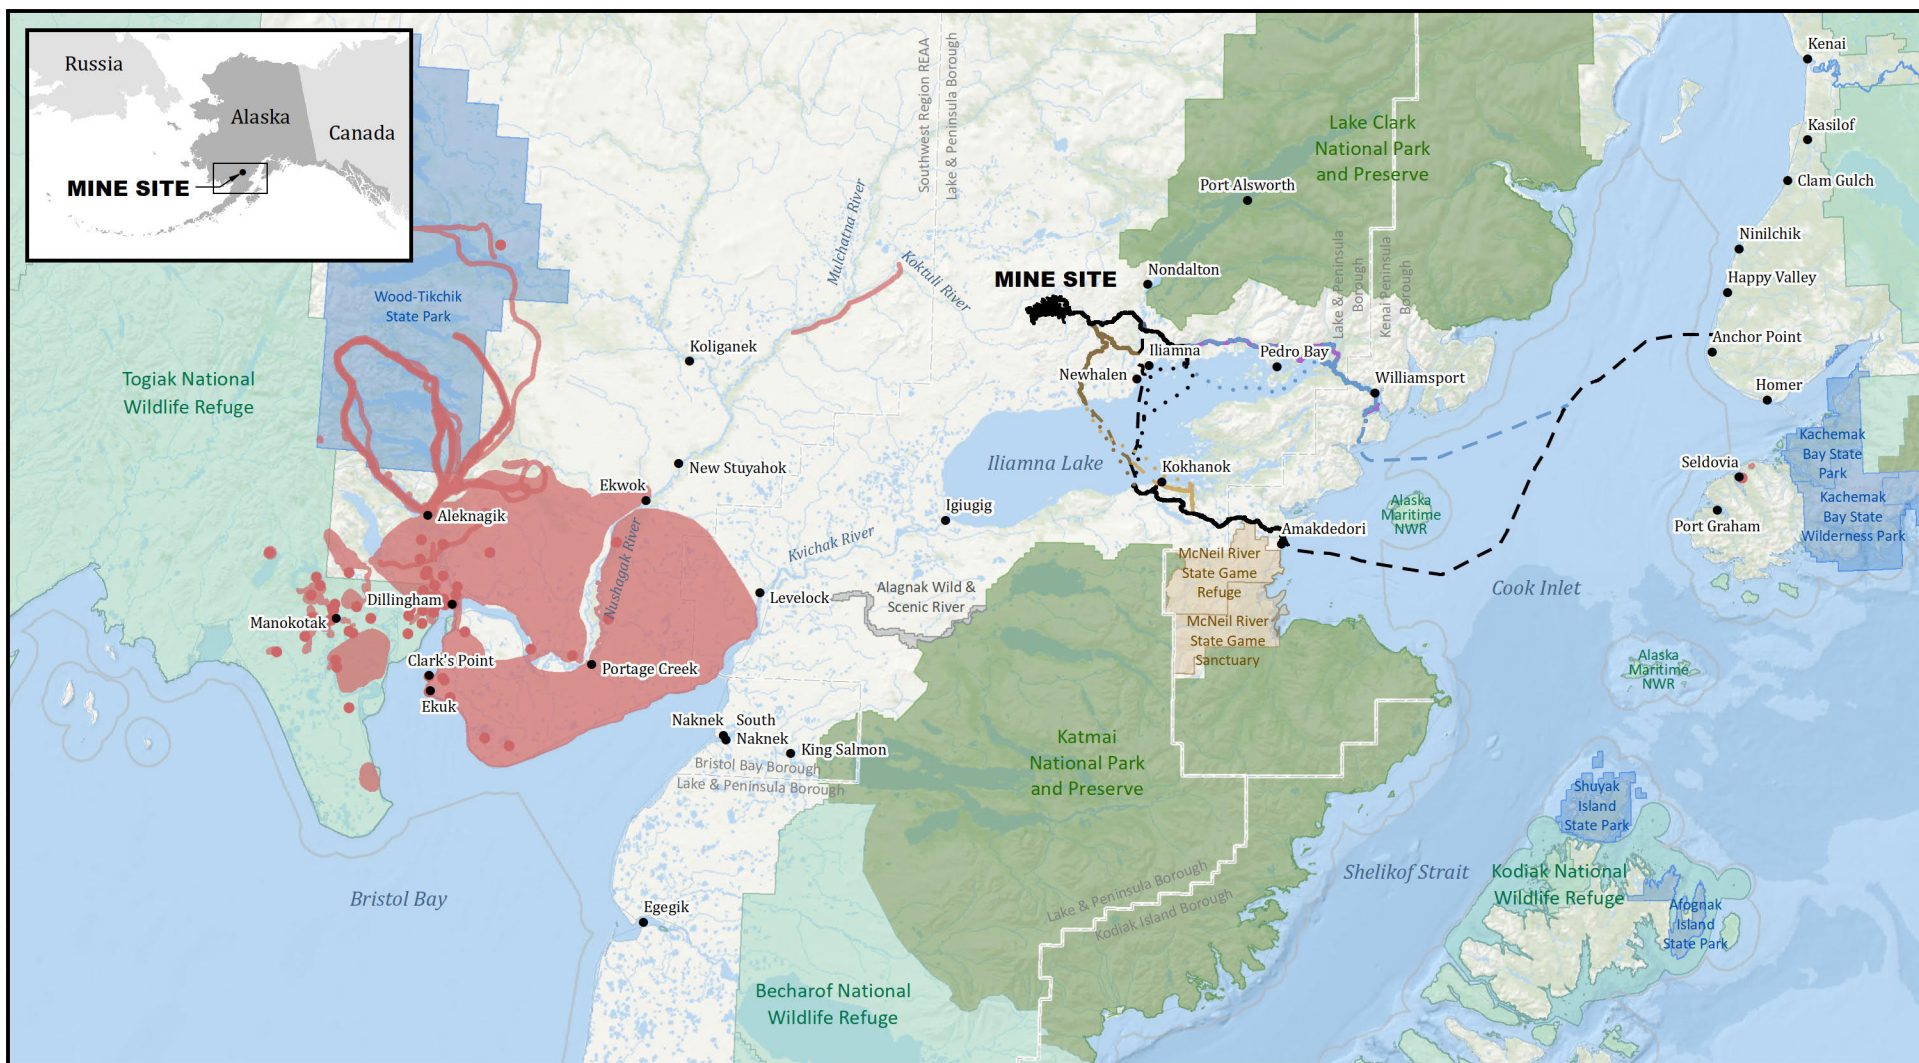 Russia
Alaska
Canada
MINE SITE
Wood-Tikchik
State Park
Togiak National
Wildlife Refuge
Southwest Region REAA
Lake & Peninsula Borough
Mulchatna River
Koktuli River
MINE SITE
Nondalton
Port Alsworth
Lake Clark
National Park
and Preserve
Lake & Peninsula
Borough
Kenai Peninsula
Borough
Kenai
Kasilof
Clam Gulch
Ninilchik
Happy Valley
Anchor Point
Homer
Koliganek
Iliamna
Newhalen
Pedro Bay
Williamsport
New Stuyahok
Ekwok
Iliamna Lake
Kokhanok
Igiugig
Aleknagik
Nushagak River
Kvichak River
Amakdedori
Alaska
Maritime
NWR
Seldovia
Port Graham
Kachemak
Bay State
Park
Kachemak
Bay State
Wilderness Park
McNeil River
State Game
Refuge
McNeil River
State Game
Sanctuary
Cook Inlet
Levelock
Alagnak Wild &
Scenic River
Dillingham
Manokotak
Clark's Point
Ekuk
Portage Creek
Naknek
South
Naknek
King Salmon
Bristol Bay Borough
Lake & Peninsula Borough
Katmai
National Park
and Preserve
Alaska
Maritime
NWR
Shuyak
Island
State Park
Kodiak National
Wildlife Refuge
Afognak
Island
State Park
Shelikof Strait
Lake & Peninsula Borough
Kodiak Island Borough
Bristol Bay
Egegik
Becharof National
Wildlife Refuge